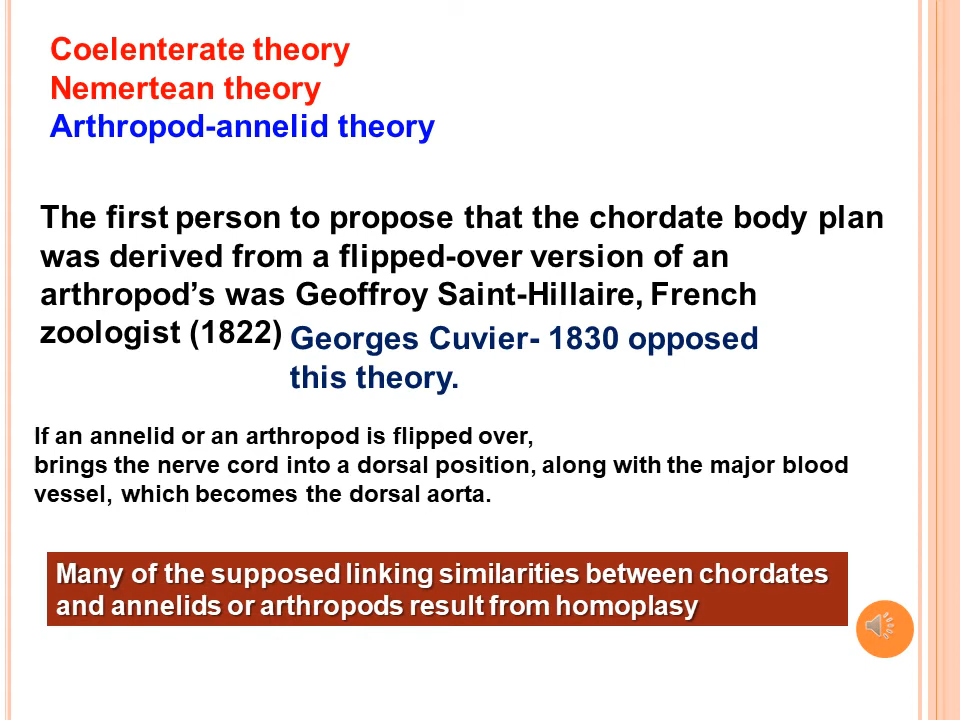 Coelenterate theory
Nemertean theory
Arthropod-annelid theory
The first person to propose that the chordate body plan
was derived from a flipped-over version of an
arthropod’s was Geoffroy Saint-Hillaire, French
zoologist (1822)
Georges Cuvier- 1830 opposed
this theory.
If an annelid or an arthropod is flipped over,
brings the nerve cord into a dorsal position, along with the major blood
vessel, which becomes the dorsal aorta.
Many of the supposed linking similarities between chordates
and annelids or arthropods result from homoplasy